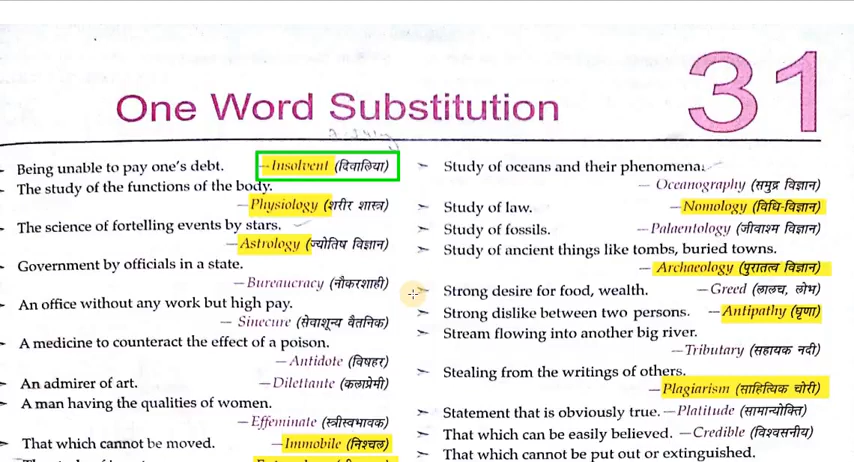 31
One Word Substitution
Being unable to pay one's debt. —Insolvent (दिवालिया)
The study of the functions of the body.
—Physiology (शरीर शास्त्र)
The science of fortelling events by stars.
—Astrology (ज्योतिष विज्ञान)
Government by officials in a state.
—Bureaucracy (नौकरशाही)
An office without any work but high pay.
— Sinecure (सेवाशून्य वैतनिक)
A medicine to counteract the effect of a poison.
—Antidote (विषहर)
An admirer of art. —Dilettante (कलाप्रेमी)
A man having the qualities of women.
—Effeminate (स्त्रीस्वभावक)
That which cannot be moved. —Immobile (निश्चल)
Study of oceans and their phenomena.
— Oceanography (समुद्र विज्ञान)
Study of law. —Nomology (विधि-विज्ञान)
Study of fossils. —Palaentology (जीवाश्म विज्ञान)
Study of ancient things like tombs, buried towns.
— Archaeology (पुरातत्व विज्ञान)
Strong desire for food, wealth. —Greed (लालच, लोभ)
Strong dislike between two persons. —Antipathy (घृणा)
Stream flowing into another big river.
—Tributary (सहायक नदी)
Stealing from the writings of others.
—Plagiarism (साहित्यिक चोरी)
Statement that is obviously true. —Platitude (सामान्योक्ति)
That which can be easily believed. —Credible (विश्वसनीय)
That which cannot be put out or extinguished.